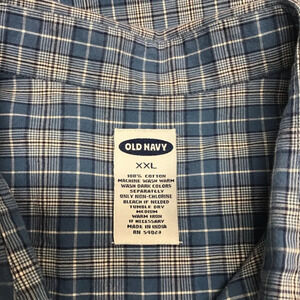 OLD NAVY
XXL
100% COTTON
MACHINE WASH WARM
WASH DARK COLORS
SEPARATELY
ONLY NON-CHLORINE
BLEACH IF NEEDED
TUMBLE DRY
MEDIUM
WARM IRON
IF NECESSARY
MADE IN INDIA
RN 54023